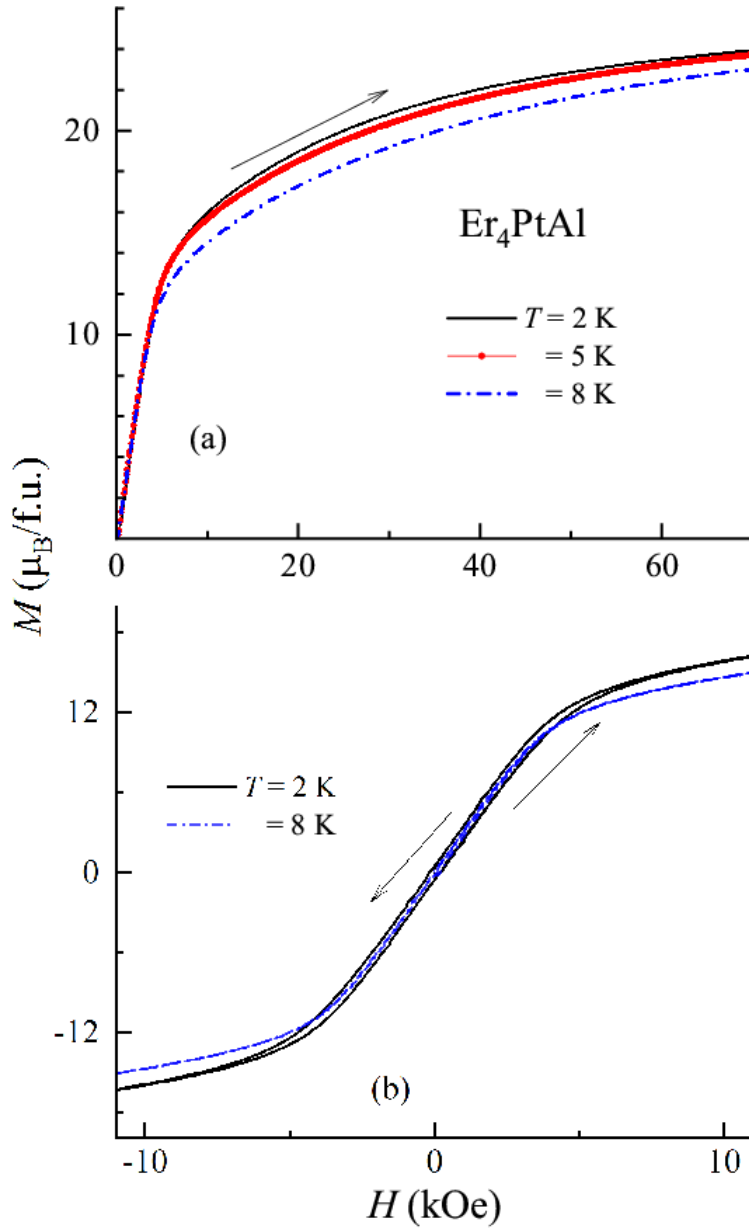 20
10
0
20
40
60
Er₄PtAl
T = 2 K
= 5 K
= 8 K
(a)
M (μB/f.u.)
12
0
-12
T = 2 K
= 8 K
(b)
-10
0
10
H (kOe)